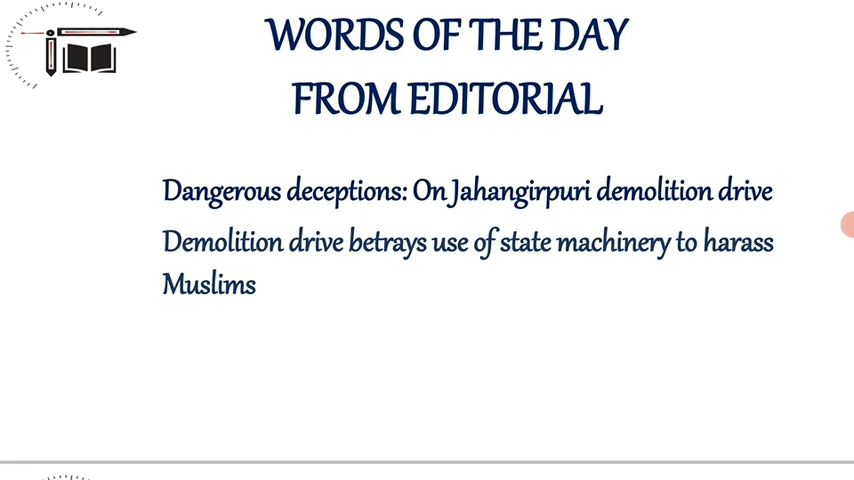 WORDS OF THE DAY
FROM EDITORIAL
Dangerous deceptions: On Jahangirpuri demolition drive
Demolition drive betrays use of state machinery to harass
Muslims